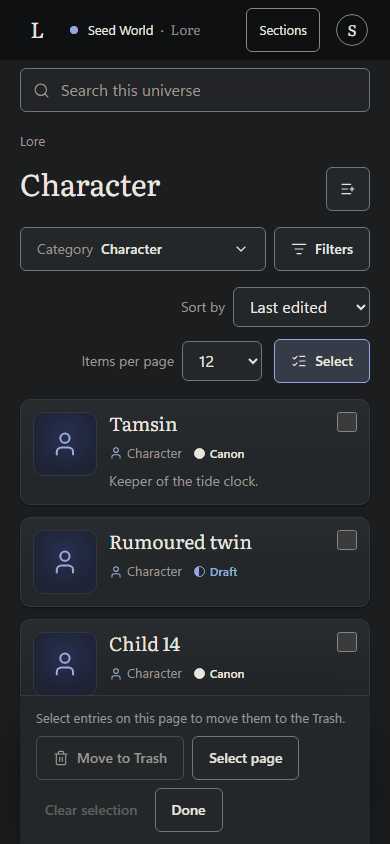 L Seed World · Lore Sections S
Search this universe
Lore
Character
Category Character Filters
Sort by Last edited
Items per page 12 Select
Tamsin
Character Canon
Keeper of the tide clock.
Rumoured twin
Character Draft
Child 14
Character Canon
Select entries on this page to move them to the Trash.
Move to Trash Select page
Clear selection Done